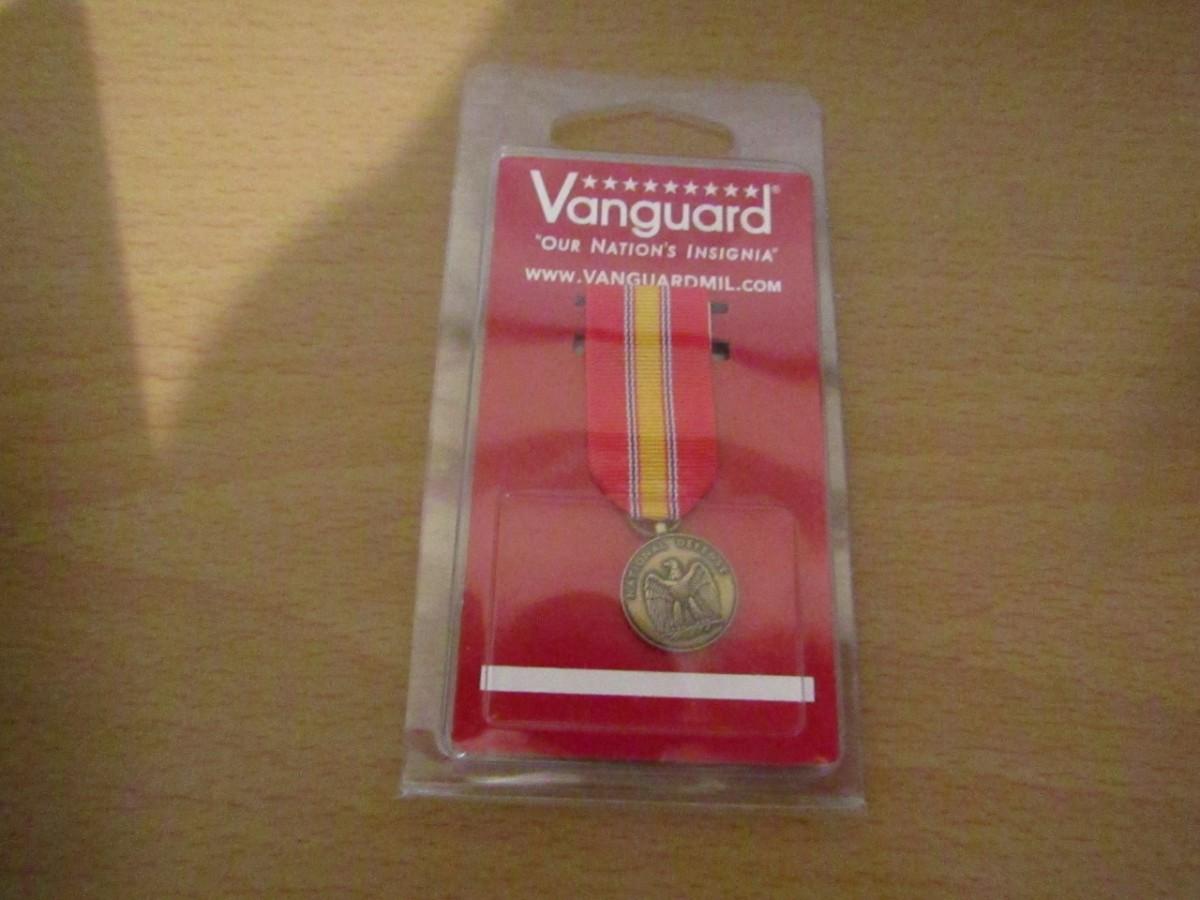 Vanguard®
"OUR NATION'S INSIGNIA"
WWW.VANGUARDMIL.COM
NATIONAL DEFENSE